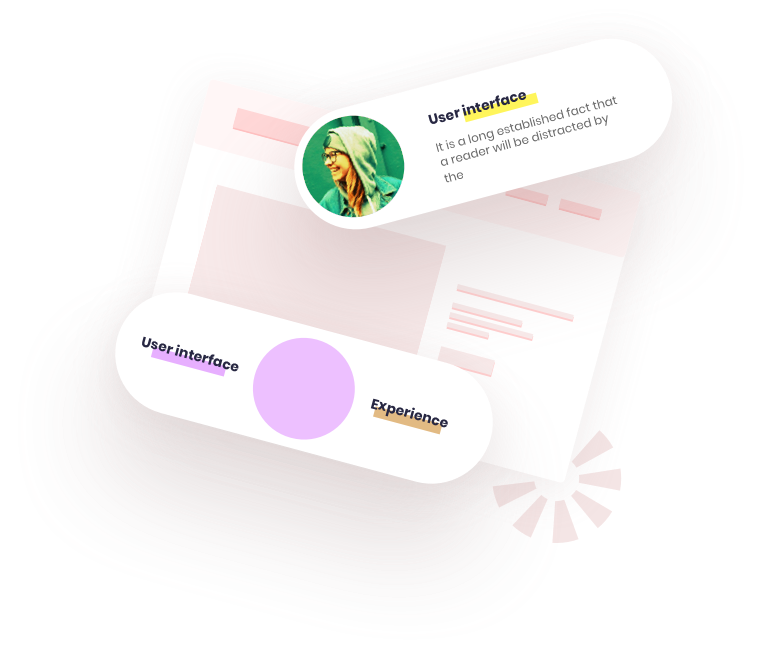 User interface
It is a long established fact that
a reader will be distracted by
the
User interface
Experience